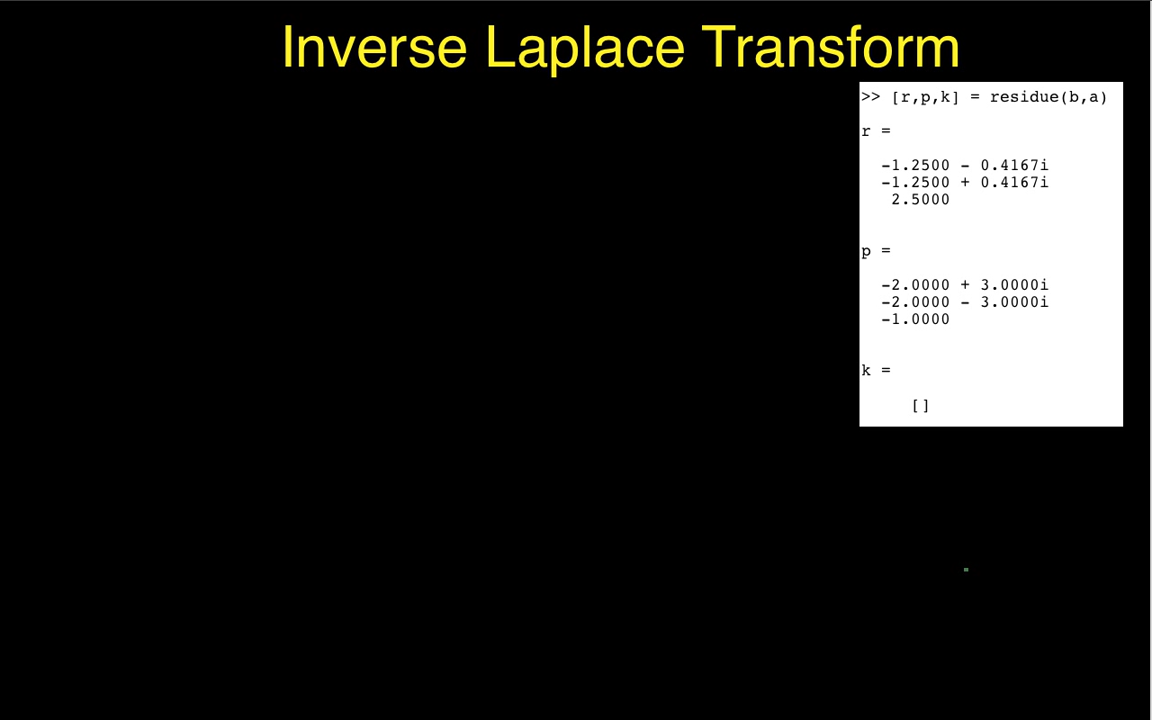 Inverse Laplace Transform
>> [r,p,k] = residue(b,a)
r =
-1.2500 - 0.4167i
-1.2500 + 0.4167i
2.5000
p =
-2.0000 + 3.0000i
-2.0000 - 3.0000i
-1.0000
k =
[]